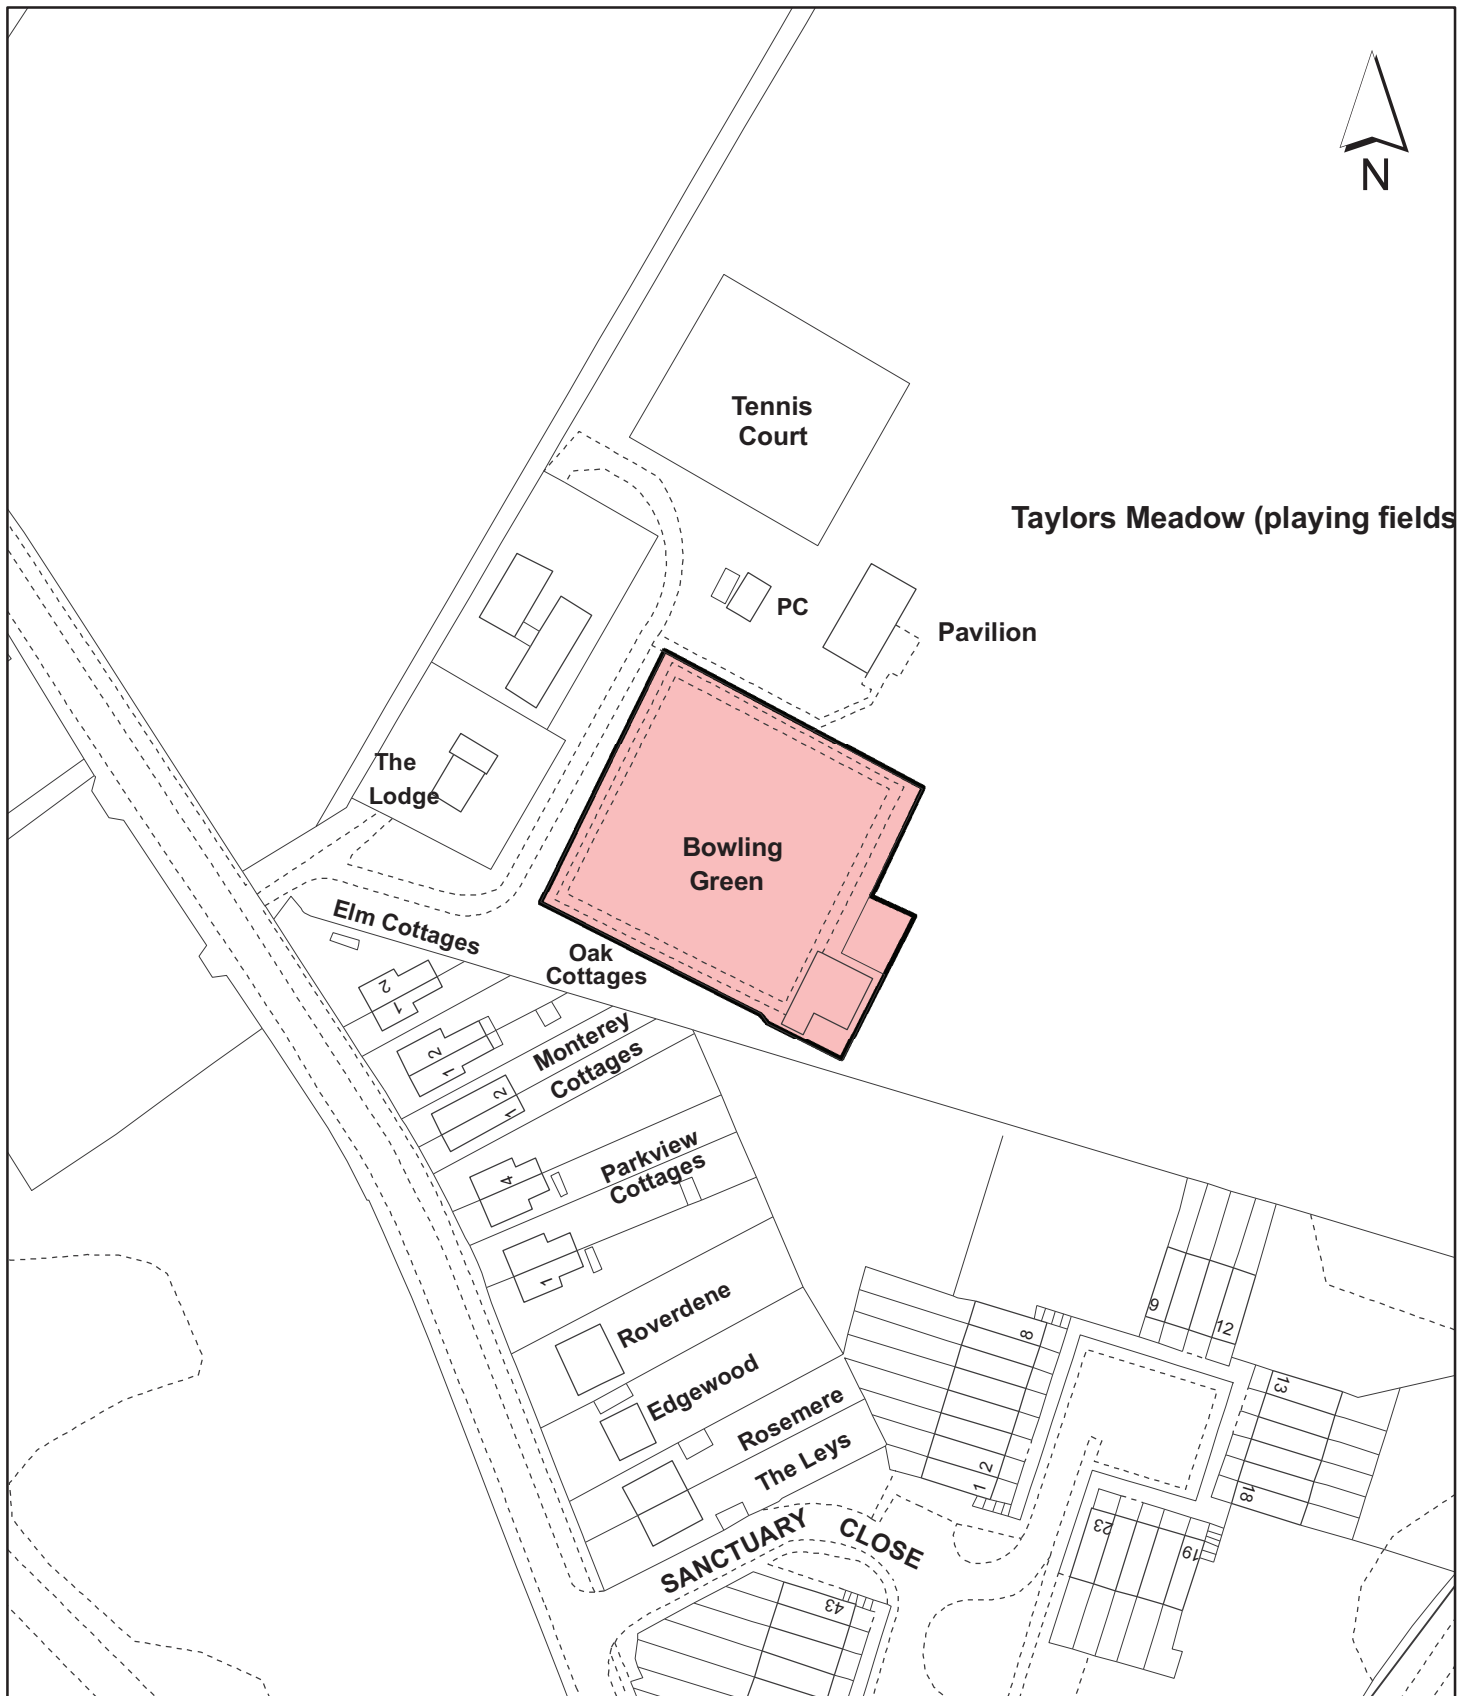 N
Tennis
Court
Taylors Meadow (playing fields
PC
Pavilion
The
Lodge
Bowling
Green
Elm Cottages
Oak
Cottages
2
1
2
1
Monterey
Cottages
2
1
Parkview
Cottages
4
1
Roverdene
Edgewood
Rosemere
The Leys
SANCTUARY CLOSE
8
2
1
9
12
13
18
23
19
43